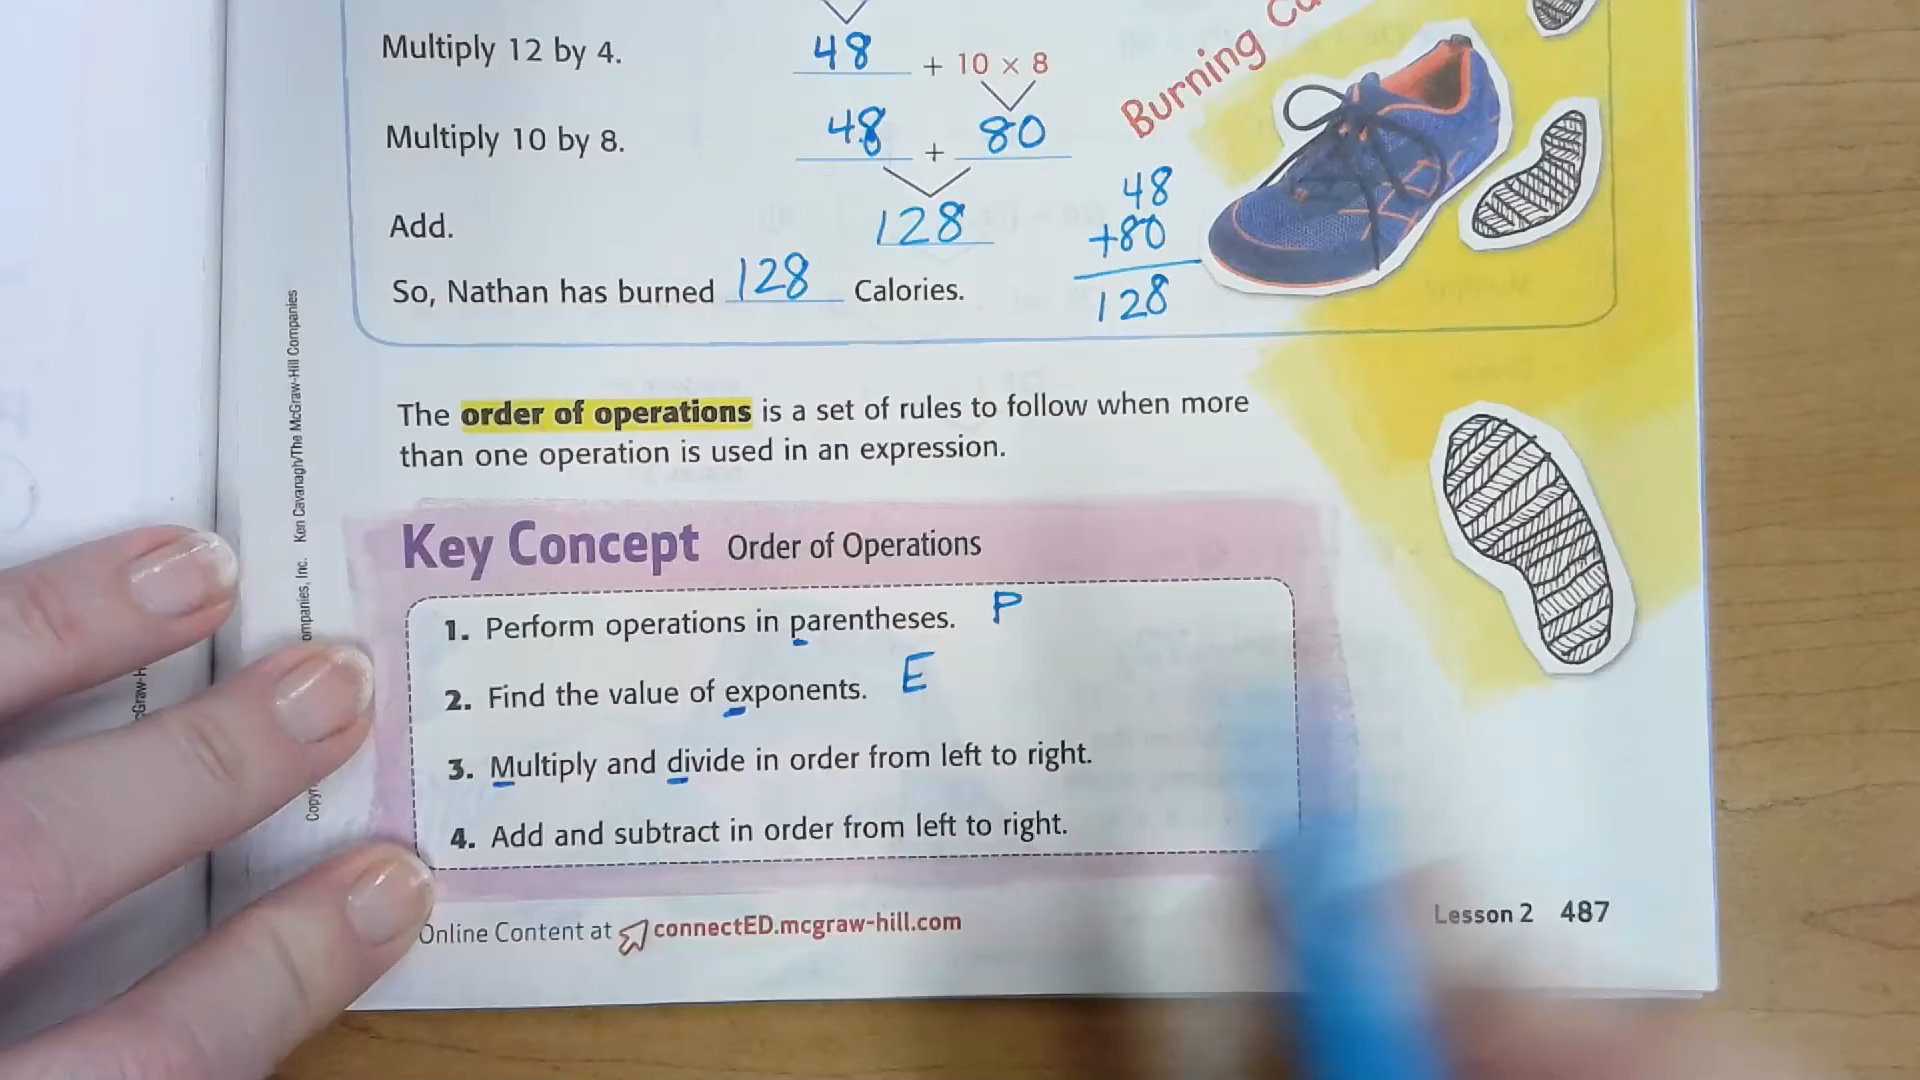 Multiply 12 by 4. 48 + 10 × 8
Multiply 10 by 8. 48 + 80
Add. 128
So, Nathan has burned 128 Calories.
48
+80
128
Burning
The order of operations is a set of rules to follow when more
than one operation is used in an expression.
Key Concept Order of Operations
1. Perform operations in parentheses. P
2. Find the value of exponents. E
3. Multiply and divide in order from left to right.
4. Add and subtract in order from left to right.
Online Content at connectED.mcgraw-hill.com
Lesson 2 487
ompanies, Inc. Ken Cavanagh/The McGraw-Hill Companies